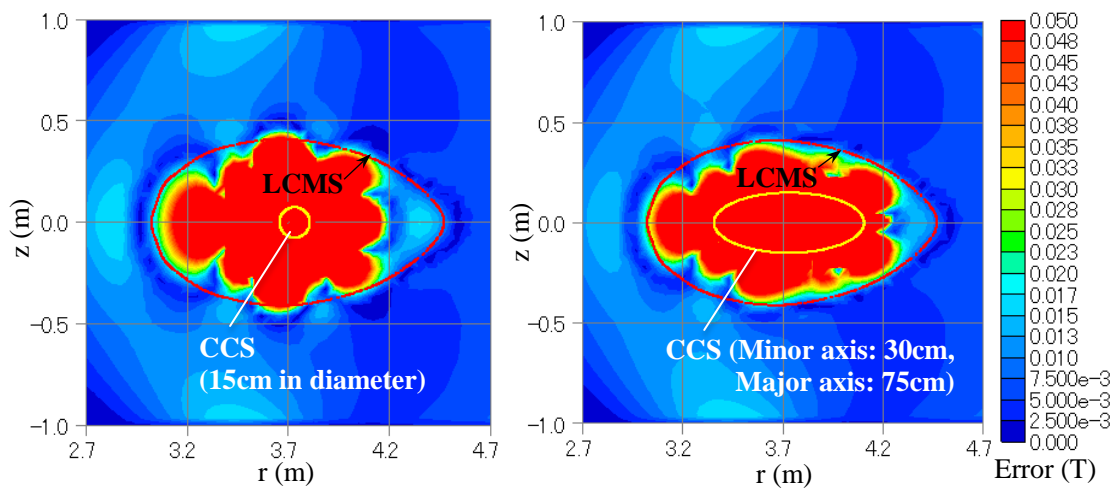 1.0
0.5
0.0
−0.5
−1.0
z (m)
2.7 3.2 3.7 4.2 4.7
r (m)
LCMS
CCS
(15cm in diameter)
1.0
0.5
0.0
−0.5
−1.0
z (m)
2.7 3.2 3.7 4.2 4.7
r (m)
LCMS
CCS (Minor axis: 30cm,
Major axis: 75cm)
0.050
0.048
0.045
0.043
0.040
0.038
0.035
0.033
0.030
0.028
0.025
0.023
0.020
0.017
0.015
0.013
0.010
7.500e-3
5.000e-3
2.500e-3
0.000
Error (T)